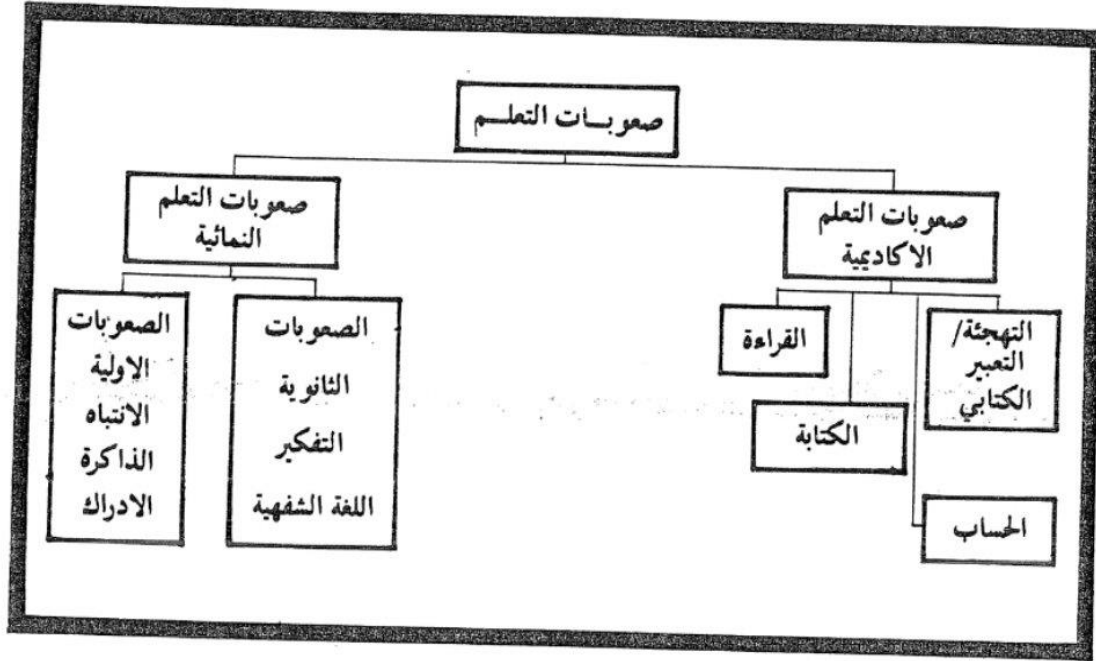 صعوبات التعلم
صعوبات التعلم
الاكاديمية
صعوبات التعلم
النمائية
التهجئة/
التعبير
الكتابي
القراءة
الكتابة
الحساب
الصعوبات
الثانوية
التفكير
اللغة الشفهية
الصعوبات
الاولية
الانتباه
الذاكرة
الادراك